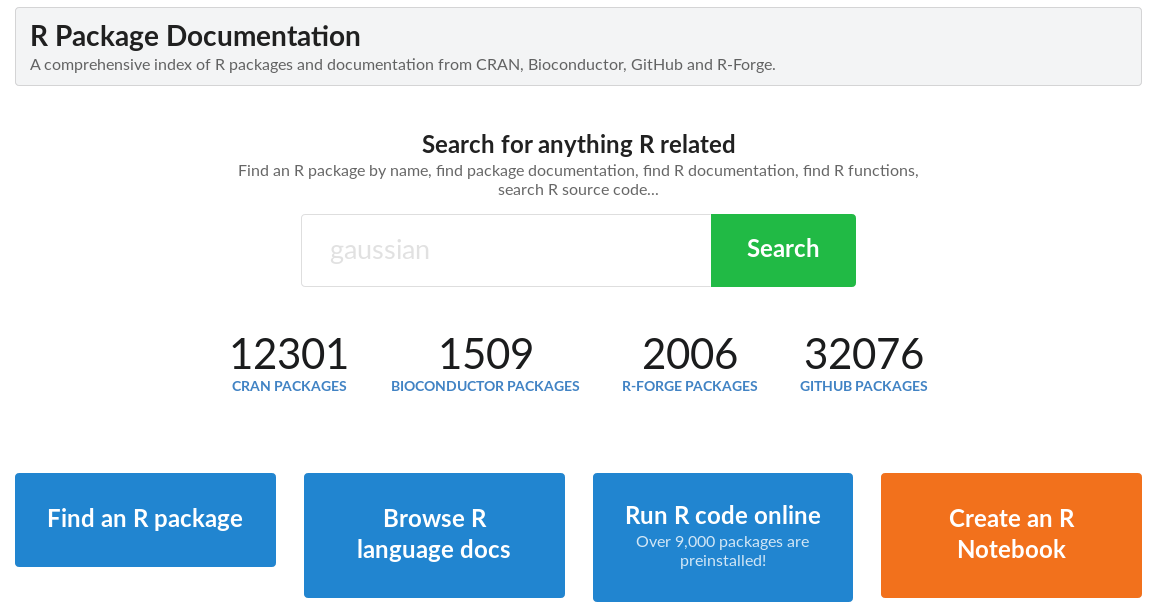 R Package Documentation
A comprehensive index of R packages and documentation from CRAN, Bioconductor, GitHub and R-Forge.
Search for anything R related
Find an R package by name, find package documentation, find R documentation, find R functions,
search R source code...
gaussian
Search
12301
CRAN PACKAGES
1509
BIOCONDUCTOR PACKAGES
2006
R-FORGE PACKAGES
32076
GITHUB PACKAGES
Find an R package
Browse R
language docs
Run R code online
Over 9,000 packages are
preinstalled!
Create an R
Notebook